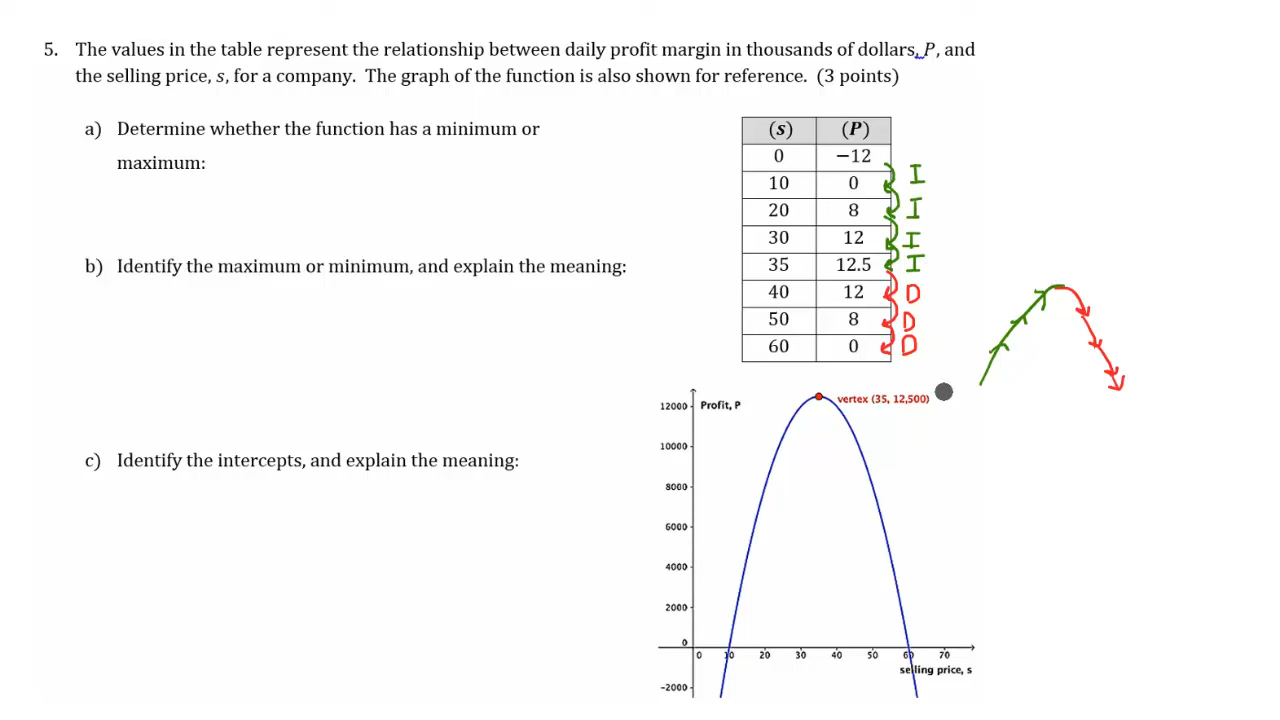 5. The values in the table represent the relationship between daily profit margin in thousands of dollars, P, and
the selling price, s, for a company. The graph of the function is also shown for reference. (3 points)
a) Determine whether the function has a minimum or
maximum:
b) Identify the maximum or minimum, and explain the meaning:
c) Identify the intercepts, and explain the meaning:
(s) (P)
0 −12
10 0 I
20 8 I
30 12 I
35 12.5 I
40 12 D
50 8 D
60 0 D
vertex (35, 12,500)
12000 Profit, P
10000
8000
6000
4000
2000
0
0 10 20 30 40 50 60 70
selling price, s
-2000